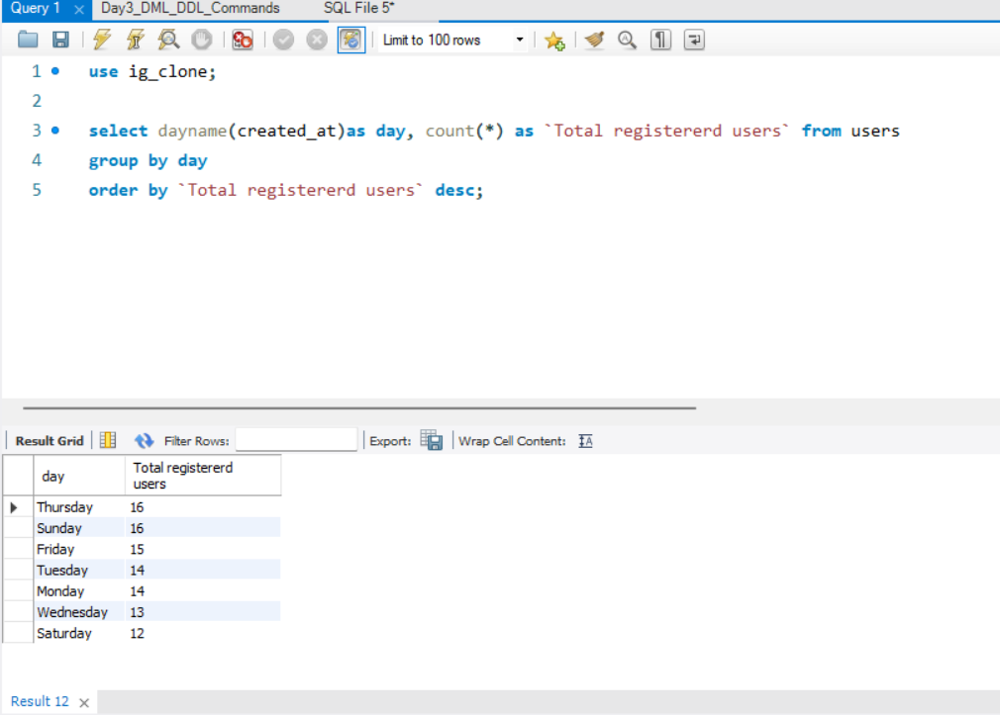 Query 1 Day3_DML_DDL_Commands SQL File 5*
Limit to 100 rows
1 use ig_clone;
2
3 select dayname(created_at)as day, count(*) as `Total registererd users` from users
4 group by day
5 order by `Total registererd users` desc;
Result Grid Filter Rows: Export: Wrap Cell Content:
day Total registererd
users
Thursday 16
Sunday 16
Friday 15
Tuesday 14
Monday 14
Wednesday 13
Saturday 12
Result 12